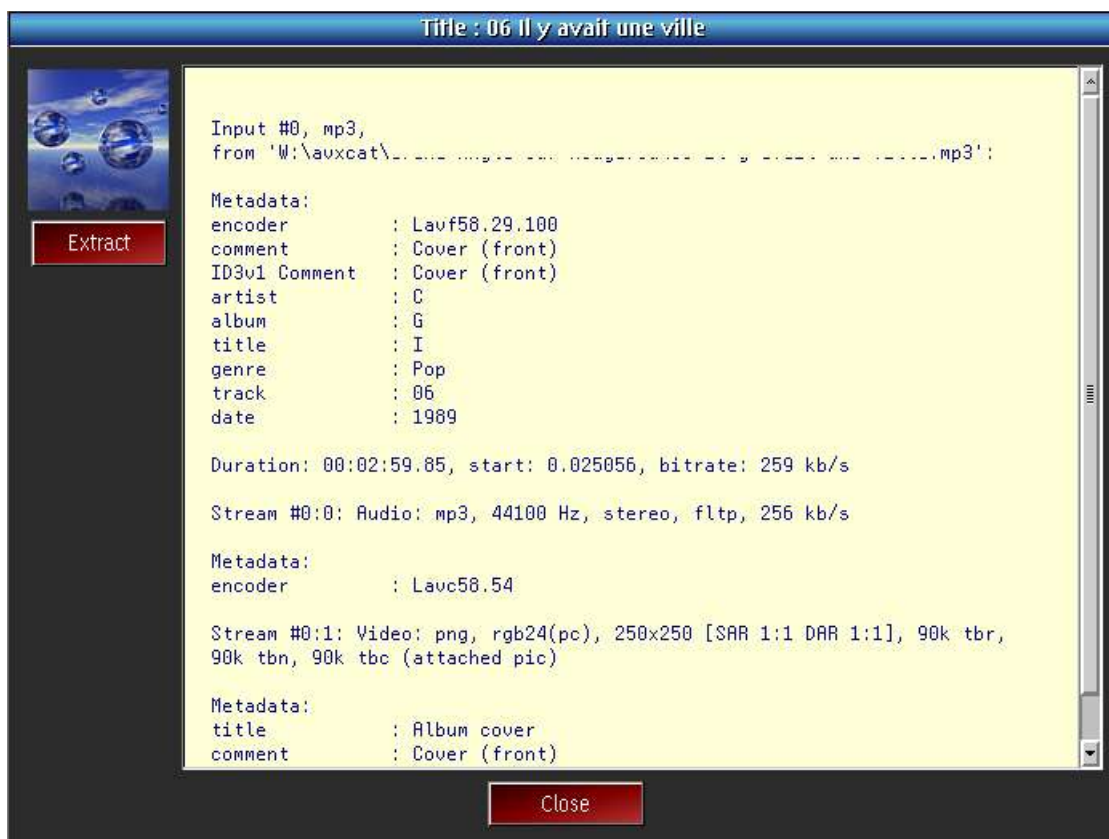 Title : 06 Il y avait une ville
Extract
Input #0, mp3,
from 'W:\avxcat\ .mp3':
Metadata:
encoder : Lavf58.29.100
comment : Cover (front)
ID3v1 Comment : Cover (front)
artist : C
album : G
title : I
genre : Pop
track : 06
date : 1989
Duration: 00:02:59.85, start: 0.025056, bitrate: 259 kb/s
Stream #0:0: Audio: mp3, 44100 Hz, stereo, fltp, 256 kb/s
Metadata:
encoder : Lavc58.54
Stream #0:1: Video: png, rgb24(pc), 250x250 [SAR 1:1 DAR 1:1], 90k tbr,
90k tbn, 90k tbc (attached pic)
Metadata:
title : Album cover
comment : Cover (front)
Close